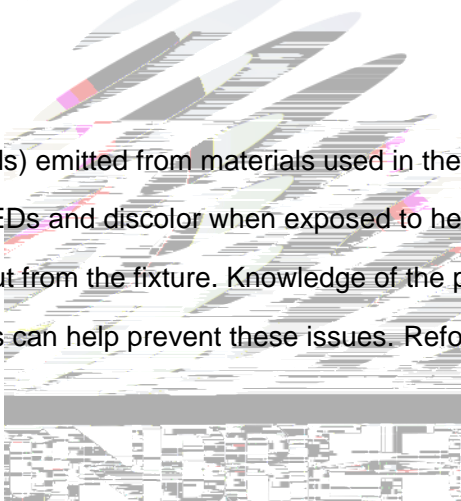 ls) emitted from materials used in the
EDs and discolor when exposed to he
ut from the fixture. Knowledge of the p
s can help prevent these issues. Refo